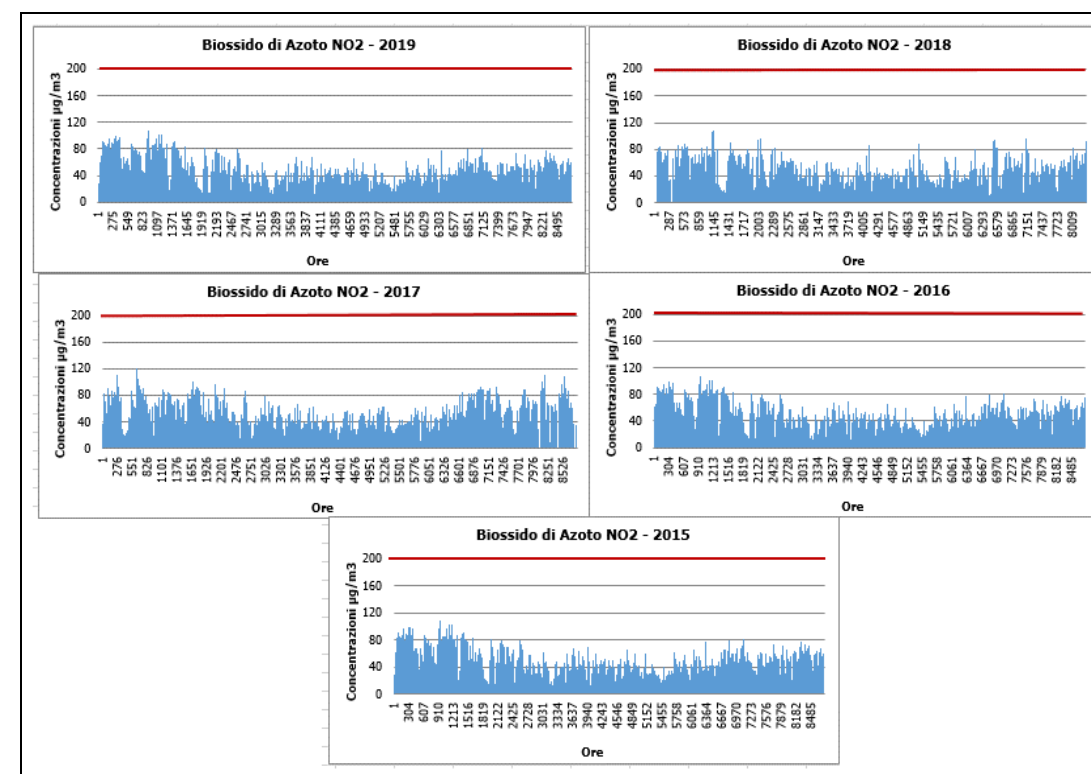 Biossido di Azoto NO2 - 2019
Concentrazioni µg/m3
200
160
120
80
40
0
1 275 549 823 1097 1371 1645 1919 2193 2467 2741 3015 3289 3563 3837 4111 4385 4659 4933 5207 5481 5755 6029 6303 6577 6851 7125 7399 7673 7947 8221 8495
Ore
Biossido di Azoto NO2 - 2018
Concentrazioni µg/m3
200
160
120
80
40
0
1 287 573 859 1145 1431 1717 2003 2289 2575 2861 3147 3433 3719 4005 4291 4577 4863 5149 5435 5721 6007 6293 6579 6865 7151 7437 7723 8009
Ore
Biossido di Azoto NO2 - 2017
Concentrazioni µg/m3
200
160
120
80
40
0
1 276 551 826 1101 1376 1651 1926 2201 2476 2751 3026 3301 3576 3851 4126 4401 4676 4951 5226 5501 5776 6051 6326 6601 6876 7151 7426 7701 7976 8251 8526
Ore
Biossido di Azoto NO2 - 2016
Concentrazioni µg/m3
200
160
120
80
40
0
1 304 607 910 1213 1516 1819 2122 2425 2728 3031 3334 3637 3940 4243 4546 4849 5152 5455 5758 6061 6364 6667 6970 7273 7576 7879 8182 8485
Ore
Biossido di Azoto NO2 - 2015
Concentrazioni µg/m3
200
160
120
80
40
0
1 304 607 910 1213 1516 1819 2122 2425 2728 3031 3334 3637 3940 4243 4546 4849 5152 5455 5758 6061 6364 6667 6970 7273 7576 7879 8182 8485
Ore